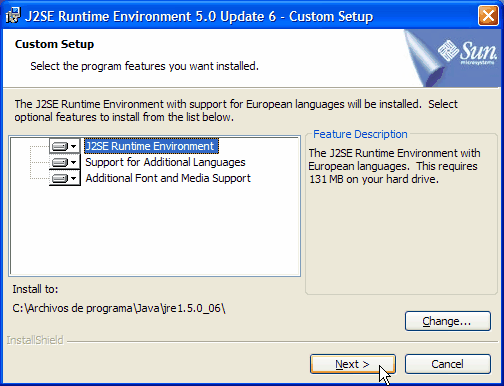 J2SE Runtime Environment 5.0 Update 6 - Custom Setup
Custom Setup
Select the program features you want installed.
Sun
microsystems
The J2SE Runtime Environment with support for European languages will be installed. Select
optional features to install from the list below.
J2SE Runtime Environment
Support for Additional Languages
Additional Font and Media Support
Feature Description
The J2SE Runtime Environment with
European languages. This requires
131 MB on your hard drive.
Install to:
C:\Archivos de programa\Java\jre1.5.0_06\
Change...
InstallShield
Next >
Cancel